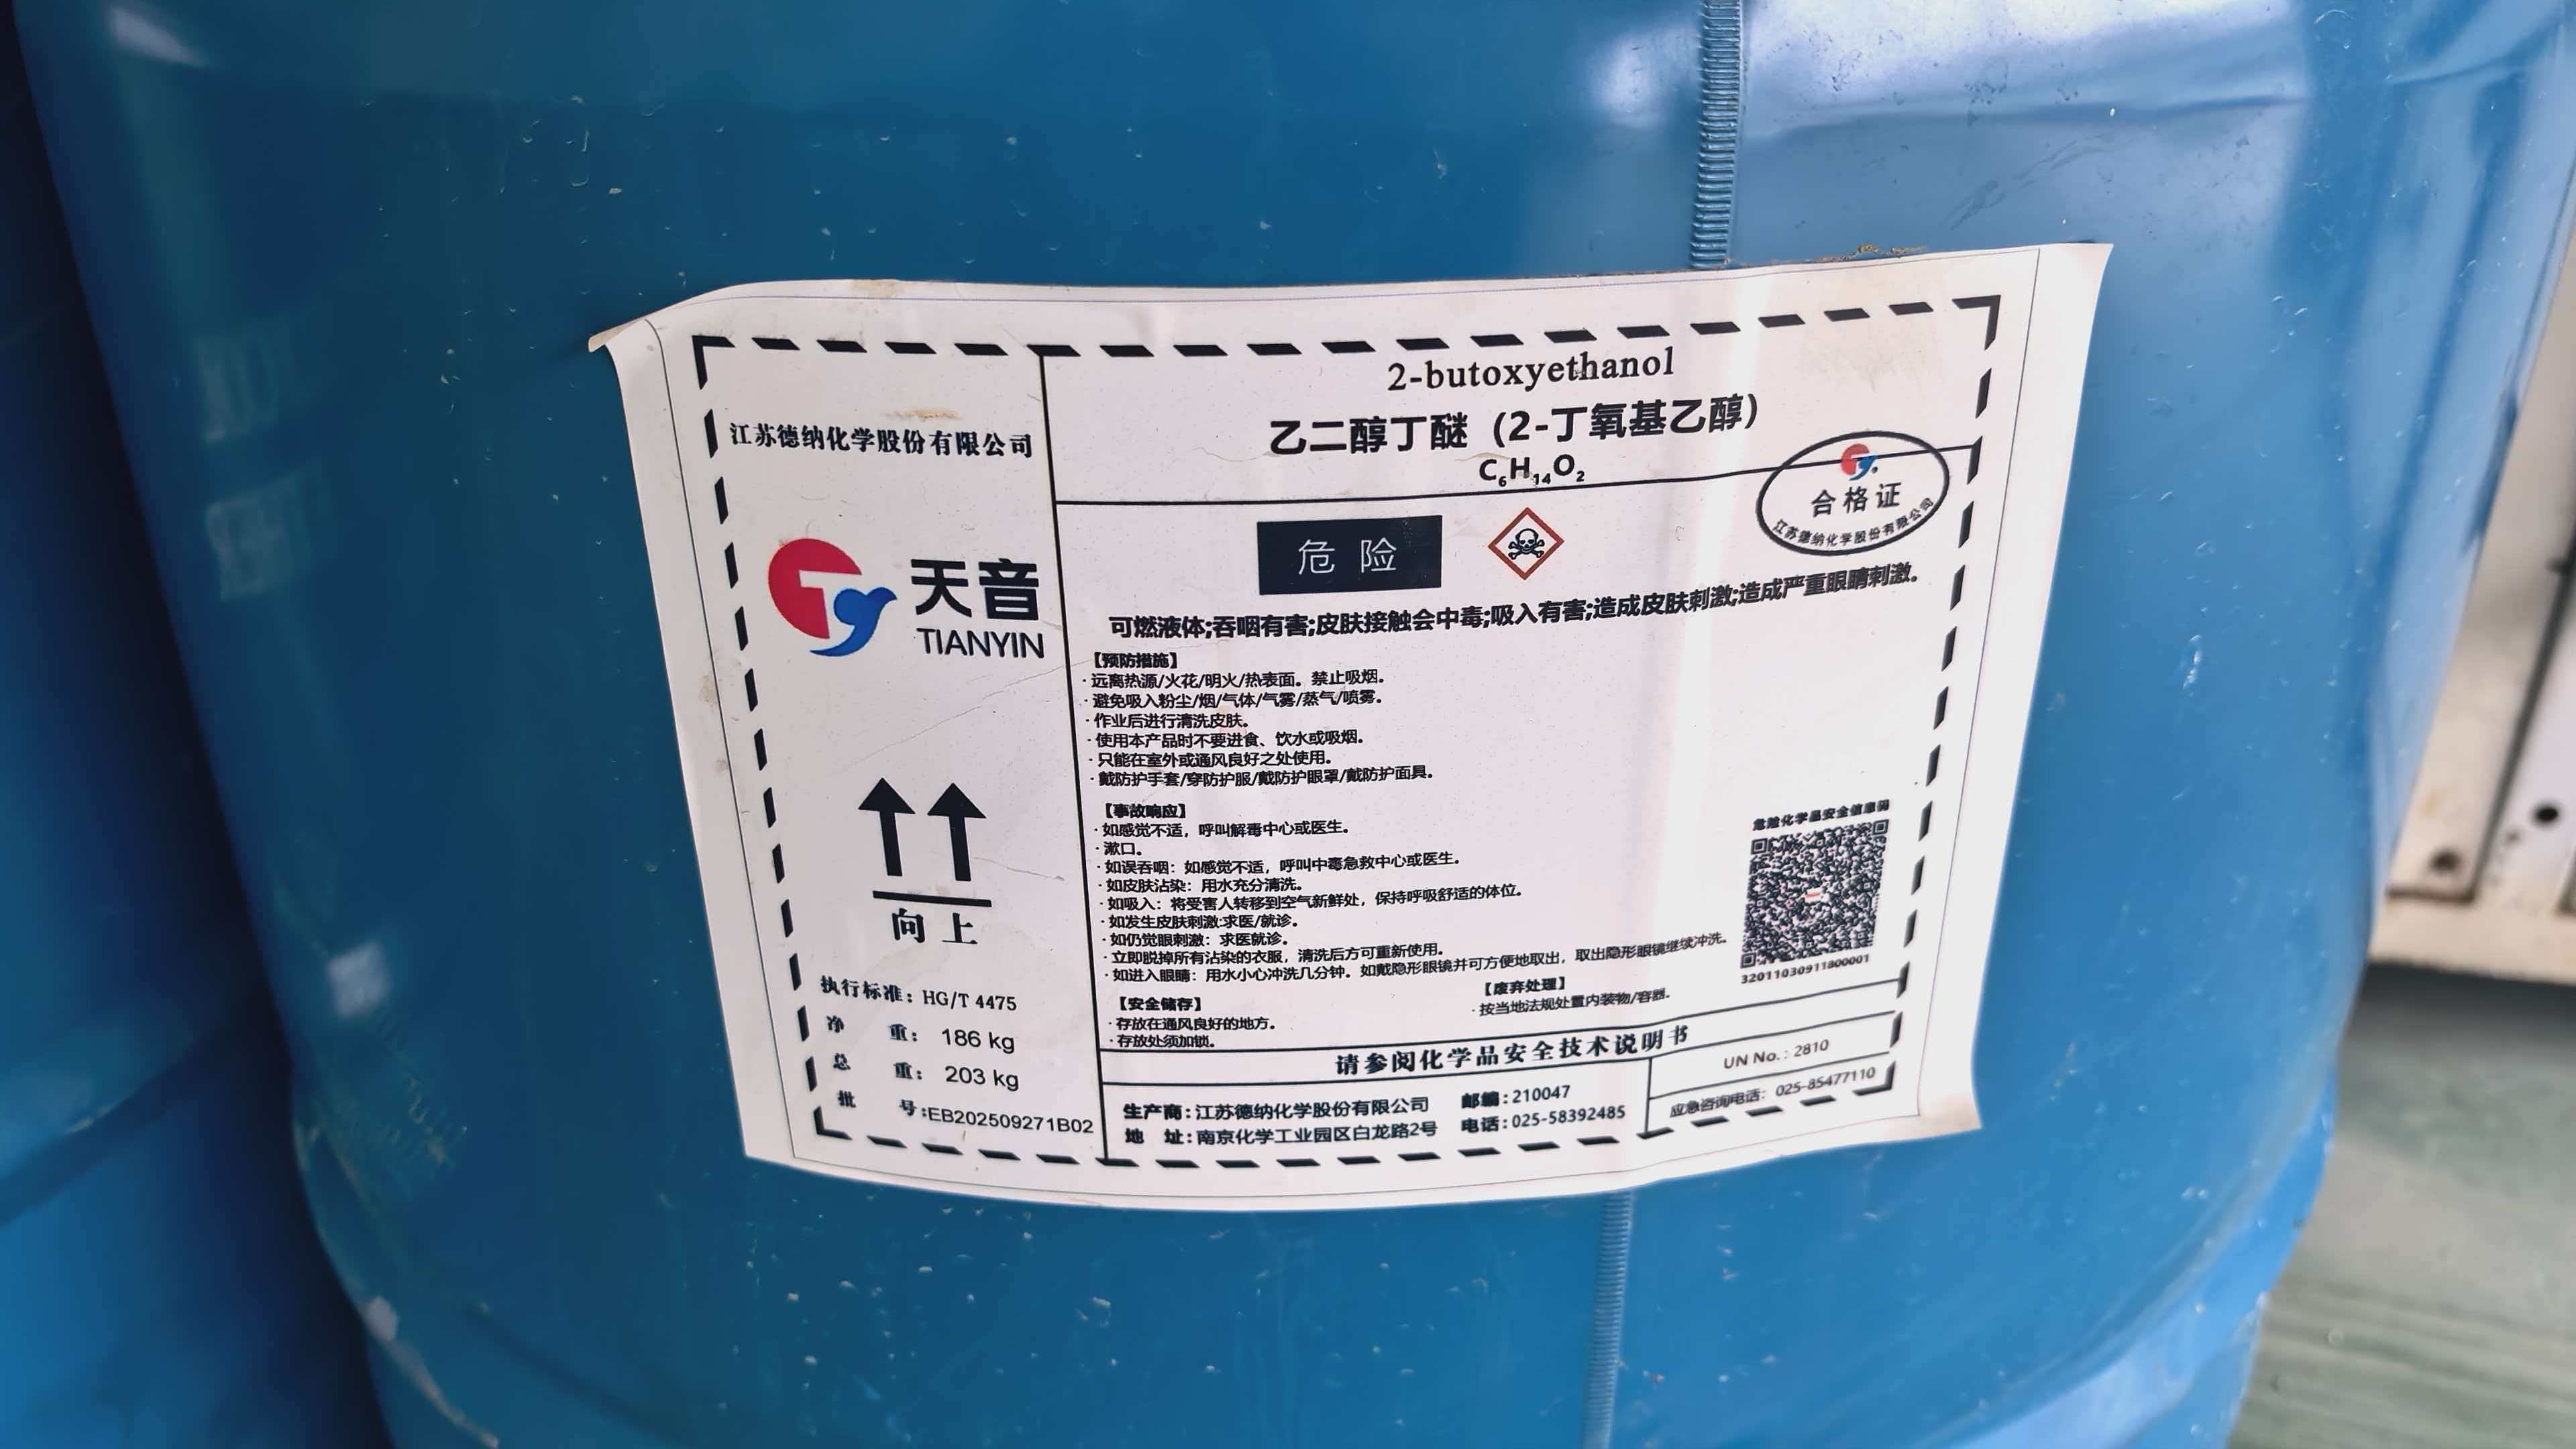 江苏德纳化学股份有限公司
天音
TIANYIN
向上
执行标准：HG/T 4475
净 重：186 kg
总 重：203 kg
批 号：EB202509271B02
2-butoxyethanol
乙二醇丁醚（2-丁氧基乙醇）
C₆H₁₄O₂
合格证
江苏德纳化学股份有限公司
危 险
可燃液体;吞咽有害;皮肤接触会中毒;吸入有害;造成皮肤刺激;造成严重眼睛刺激。
【预防措施】
·远离热源/火花/明火/热表面。禁止吸烟。
·避免吸入粉尘/烟/气体/气雾/蒸气/喷雾。
·作业后进行清洗皮肤。
·使用本产品时不要进食、饮水或吸烟。
·只能在室外或通风良好之处使用。
·戴防护手套/穿防护服/戴防护眼罩/戴防护面具。
【事故响应】
·如感觉不适，呼叫解毒中心或医生。
·漱口。
·如误吞咽：如感觉不适，呼叫中毒急救中心或医生。
·如皮肤沾染：用水充分清洗。
·如吸入：将受害人转移到空气新鲜处，保持呼吸舒适的体位。
·如发生皮肤刺激:求医/就诊。
·如仍觉眼刺激：求医就诊。
·立即脱掉所有沾染的衣服，清洗后方可重新使用。
·如进入眼睛：用水小心冲洗几分钟。如戴隐形眼镜并可方便地取出，取出隐形眼镜继续冲洗。
【安全储存】
·存放在通风良好的地方。
·存放处须加锁。
【废弃处理】
·按当地法规处置内装物/容器。
危险化学品安全信息码
32011030911800001
请参阅化学品安全技术说明书
生产商：江苏德纳化学股份有限公司 邮编：210047
地 址：南京化学工业园区白龙路2号 电话：025-58392485
UN No.：2810
应急咨询电话：025-85477110